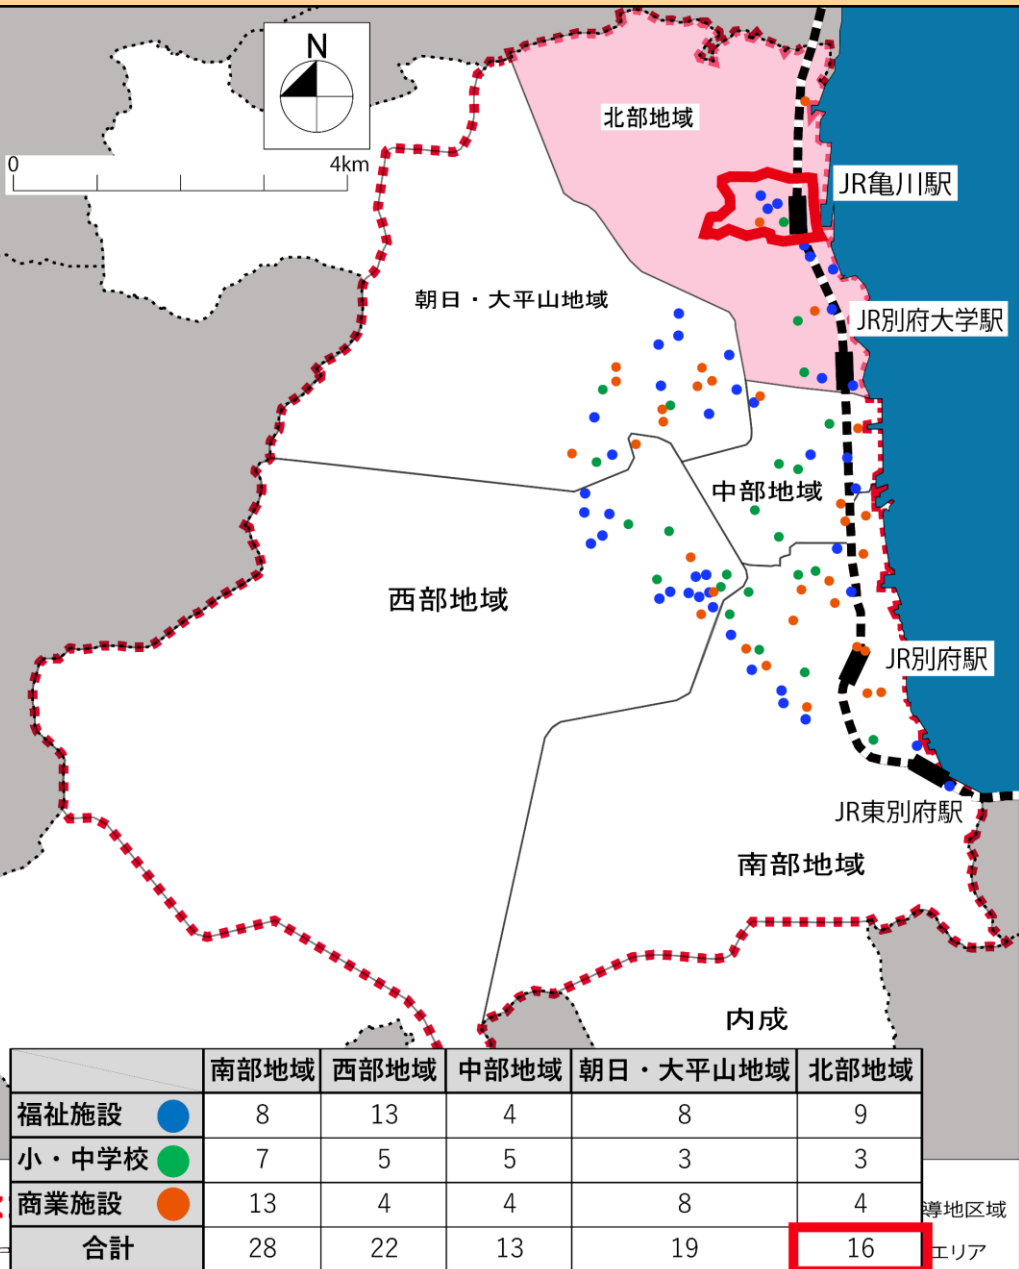 N
0 4km
北部地域
JR亀川駅
朝日・大平山地域
JR別府大学駅
中部地域
西部地域
JR別府駅
JR東別府駅
南部地域
内成
南部地域 西部地域 中部地域 朝日・大平山地域 北部地域
福祉施設 8 13 4 8 9
小・中学校 7 5 5 3 3
商業施設 13 4 4 8 4
合計 28 22 13 19 16
導地区域
エリア